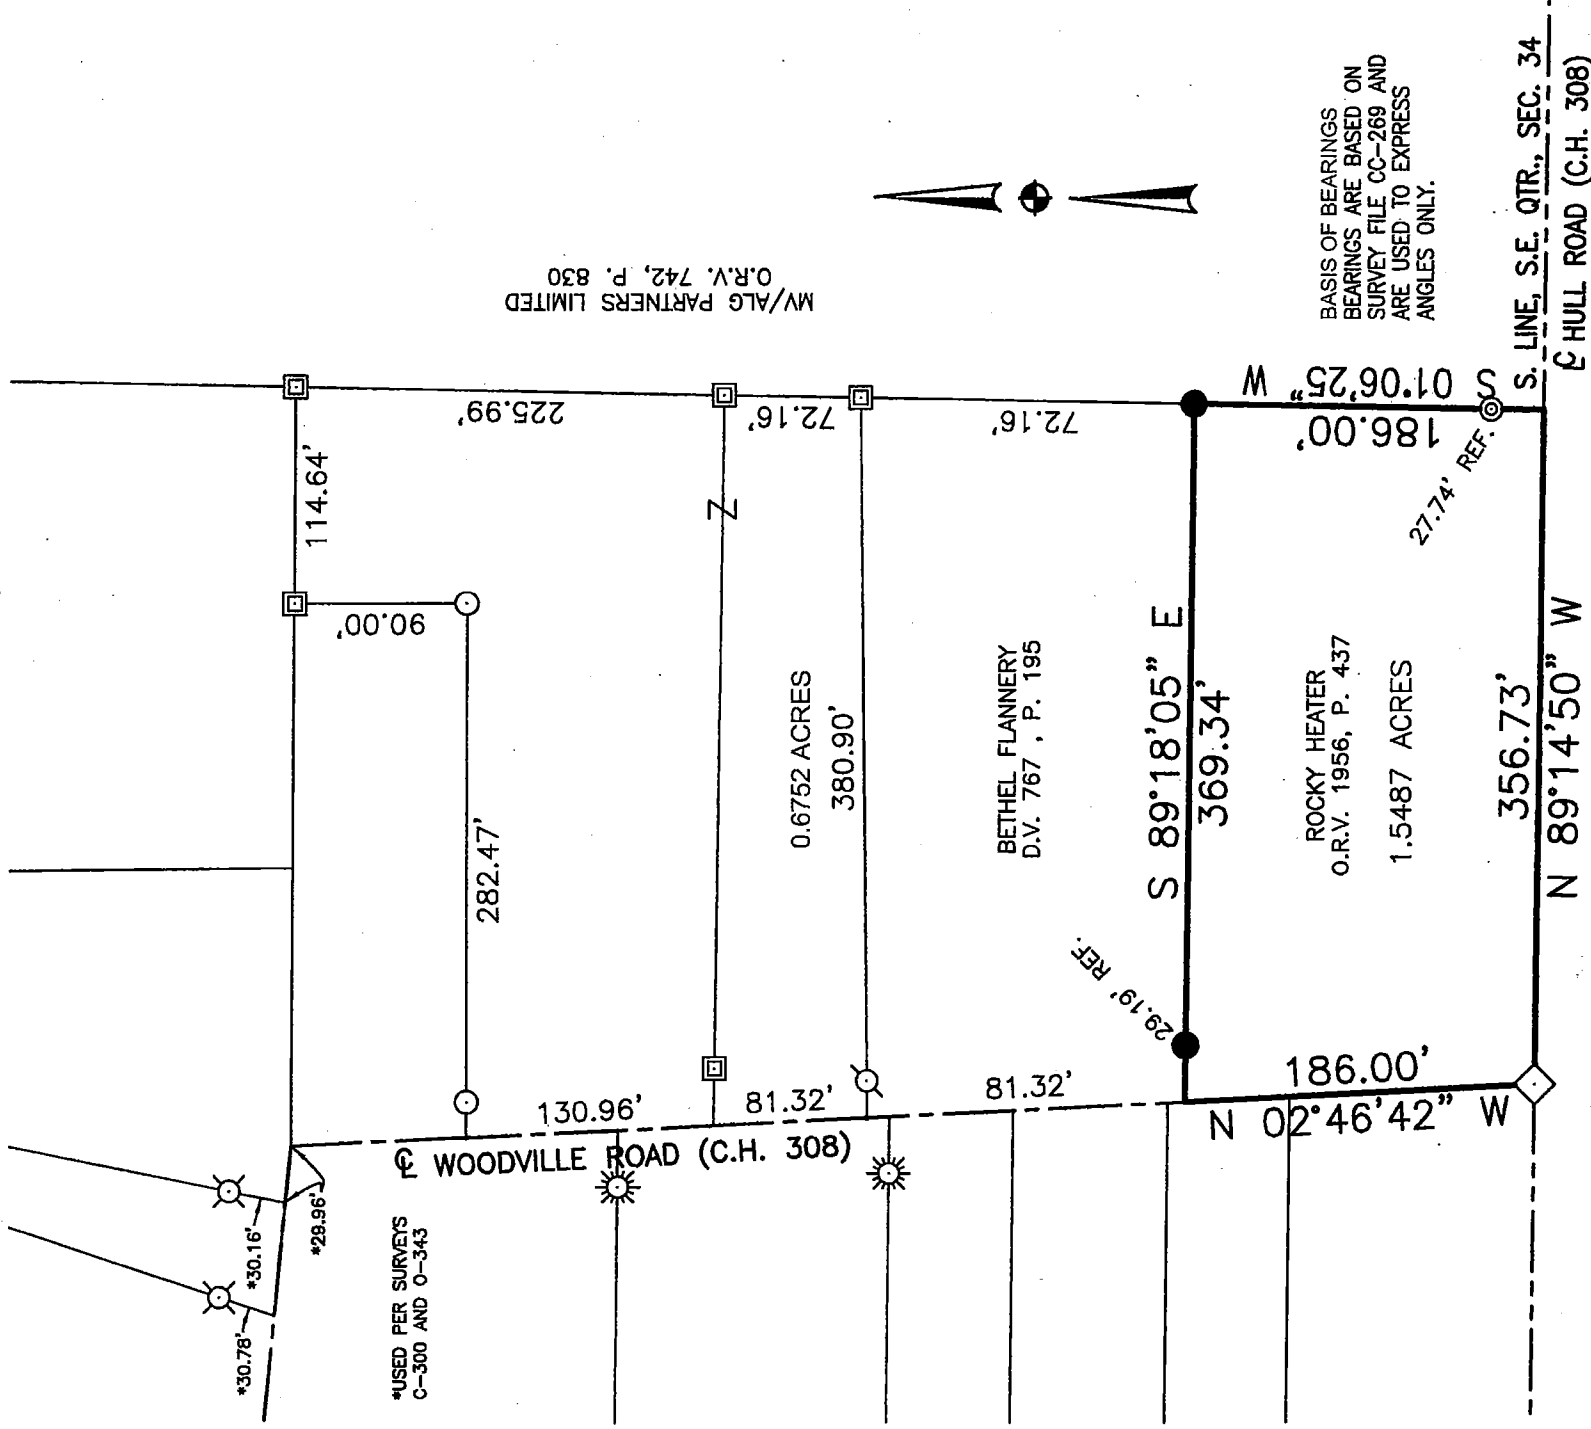 *30.78'
*30.16'
*29.96'
*USED PER SURVEYS
C-300 AND O-343
℄ WOODVILLE ROAD (C.H. 308)
130.96'
81.32'
81.32'
282.47'
90.00'
114.64'
225.99'
72.16'
72.16'
0.6752 ACRES
380.90'
MV/ALG PARTNERS LIMITED
O.R.V. 742, P. 830
BETHEL FLANNERY
D.V. 767 , P. 195
S 89°18'05" E
369.34'
29.19' REF.
ROCKY HEATER
O.R.V. 1956, P. 437
1.5487 ACRES
186.00'
N 02°46'42" W
S 01°06'25" W
186.00'
27.74' REF.
356.73'
N 89°14'50" W
BASIS OF BEARINGS
BEARINGS ARE BASED ON
SURVEY FILE CC-269 AND
ARE USED TO EXPRESS
ANGLES ONLY.
S. LINE, S.E. QTR., SEC. 34
℄ HULL ROAD (C.H. 308)